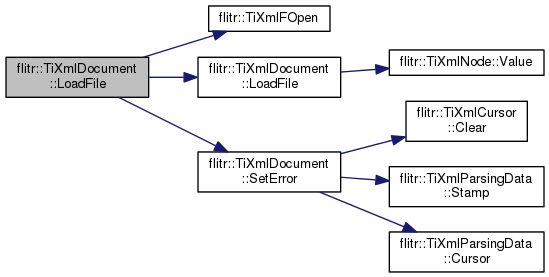 flitr::TiXmlFOpen
flitr::TiXmlDocument
::LoadFile
flitr::TiXmlDocument
::LoadFile
flitr::TiXmlNode::Value
flitr::TiXmlCursor
::Clear
flitr::TiXmlDocument
::SetError
flitr::TiXmlParsingData
::Stamp
flitr::TiXmlParsingData
::Cursor